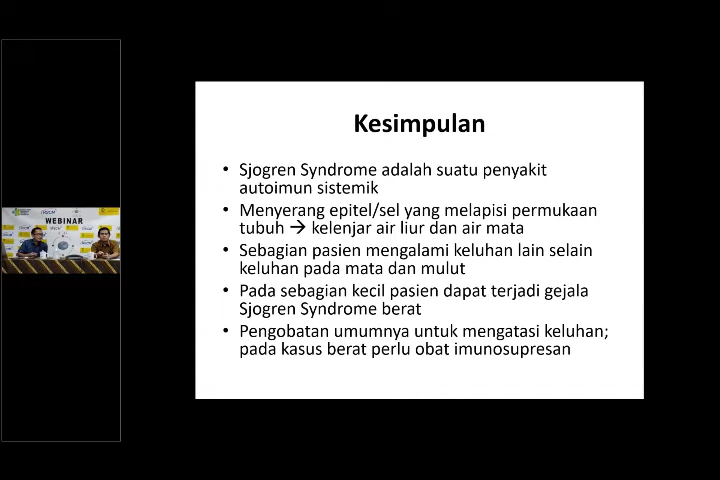 WEBINAR
Kesimpulan
• Sjogren Syndrome adalah suatu penyakit
autoimun sistemik
• Menyerang epitel/sel yang melapisi permukaan
tubuh → kelenjar air liur dan air mata
• Sebagian pasien mengalami keluhan lain selain
keluhan pada mata dan mulut
• Pada sebagian kecil pasien dapat terjadi gejala
Sjogren Syndrome berat
• Pengobatan umumnya untuk mengatasi keluhan;
pada kasus berat perlu obat imunosupresan